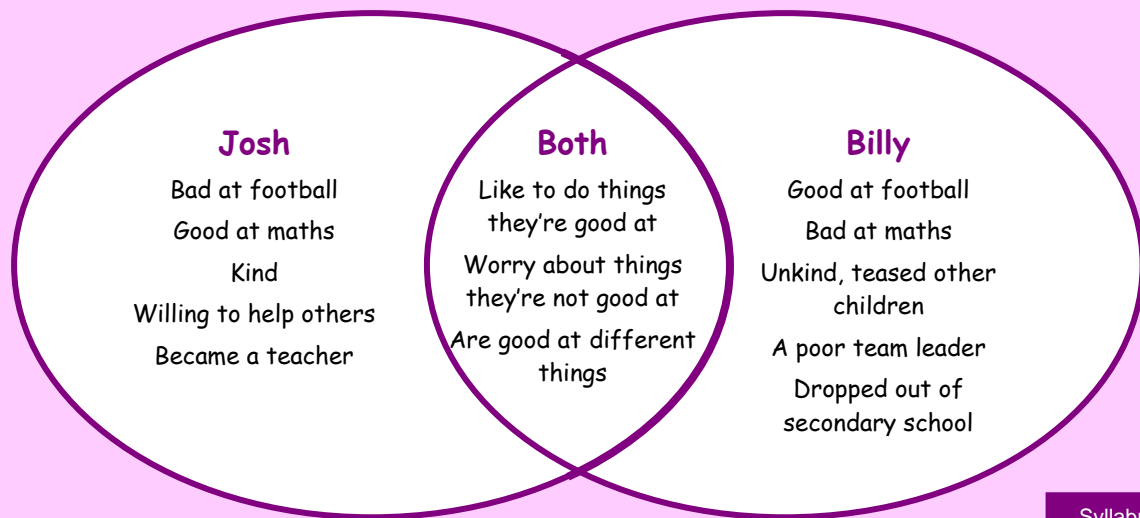 Josh
Bad at football
Good at maths
Kind
Willing to help others
Became a teacher
Both
Like to do things
they're good at
Worry about things
they're not good at
Are good at different
things
Billy
Good at football
Bad at maths
Unkind, teased other
children
A poor team leader
Dropped out of
secondary school